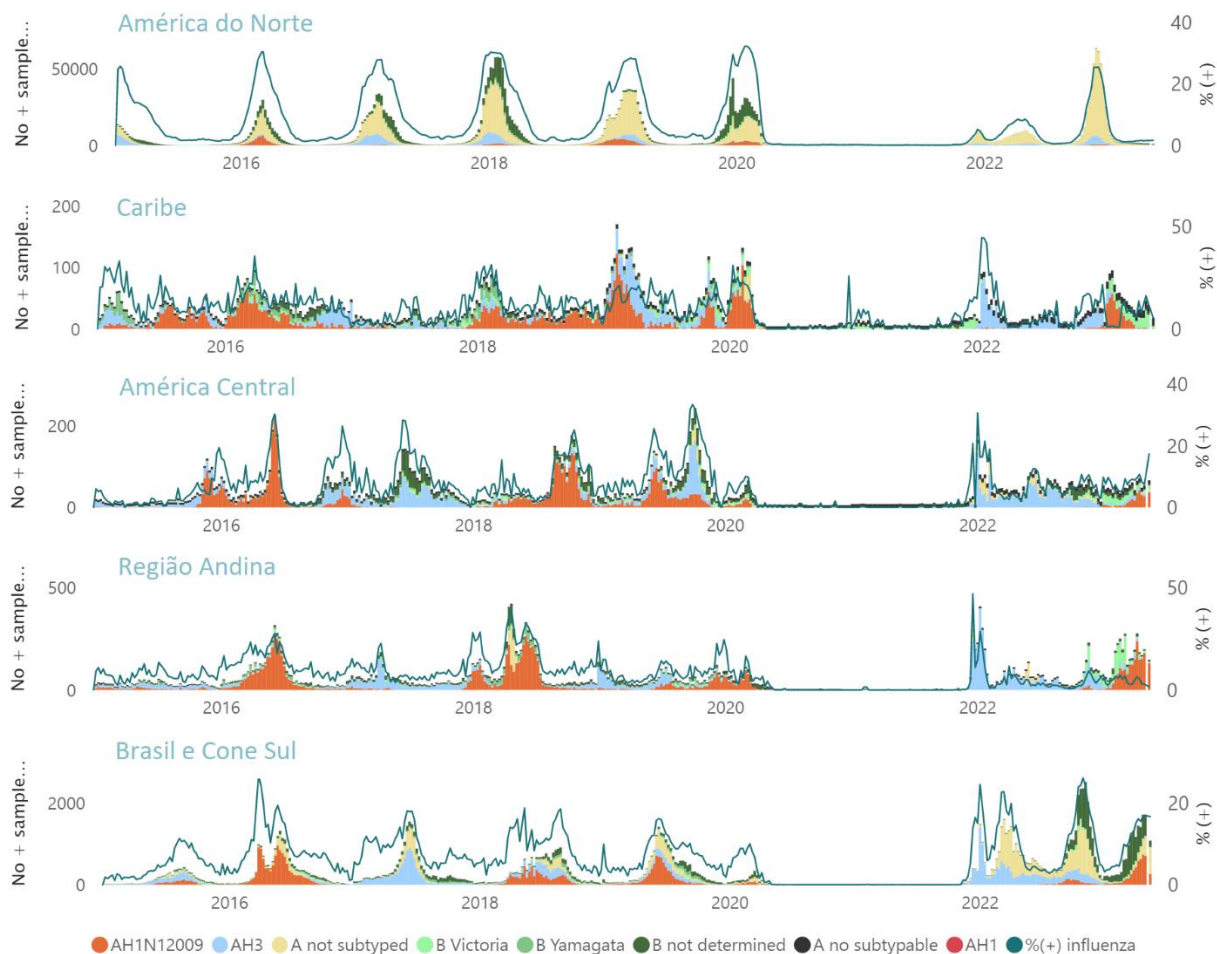 América do Norte
No + sample...
50000
0
40
20
0
% (+)
2016 2018 2020 2022
Caribe
No + sample...
200
100
0
50
0
% (+)
2016 2018 2020 2022
América Central
No + sample...
200
0
40
20
0
% (+)
2016 2018 2020 2022
Região Andina
No + sample...
500
0
50
0
% (+)
2016 2018 2020 2022
Brasil e Cone Sul
No + sample...
2000
0
20
0
% (+)
2016 2018 2020 2022
AH1N12009 AH3 A not subtyped B Victoria B Yamagata B not determined A no subtypable AH1 %(+) influenza